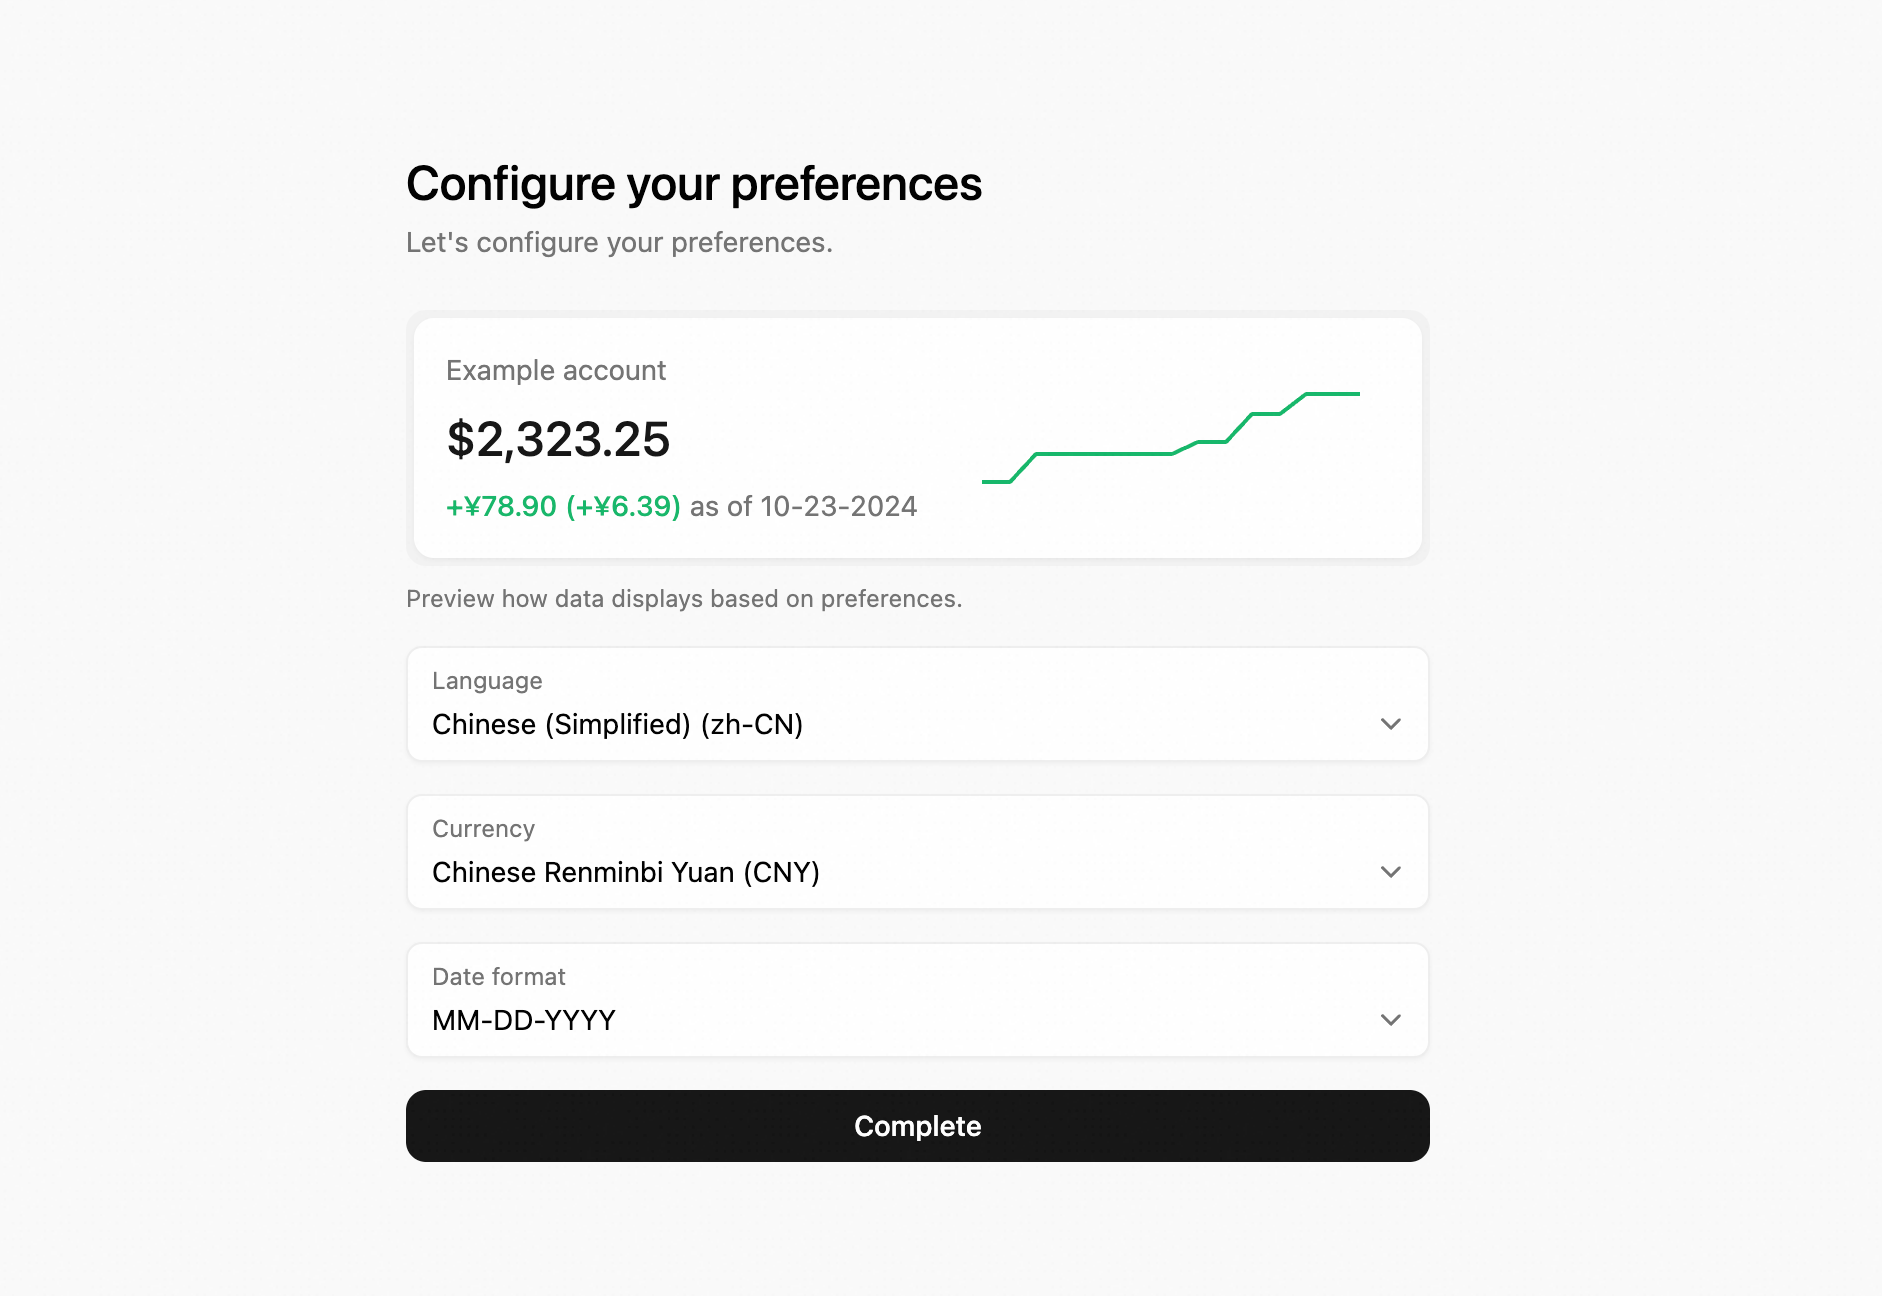 Configure your preferences
Let's configure your preferences.
Example account
$2,323.25
+¥78.90 (+¥6.39) as of 10-23-2024
Preview how data displays based on preferences.
Language
Chinese (Simplified) (zh-CN)
Currency
Chinese Renminbi Yuan (CNY)
Date format
MM-DD-YYYY
Complete